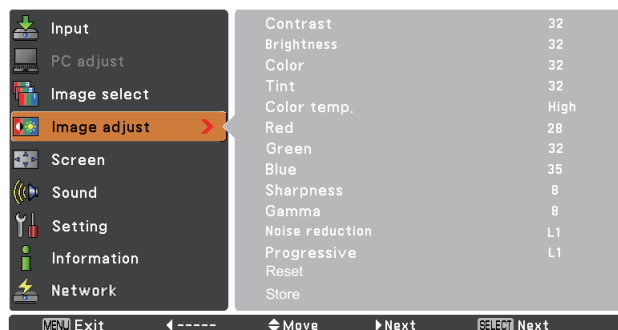 Input
PC adjust
Image select
Image adjust
Screen
Sound
Setting
Information
Network
Contrast 32
Brightness 32
Color 32
Tint 32
Color temp. High
Red 28
Green 32
Blue 35
Sharpness 8
Gamma 8
Noise reduction L1
Progressive L1
Reset
Store
MENU Exit ----- Move Next SELECT Next